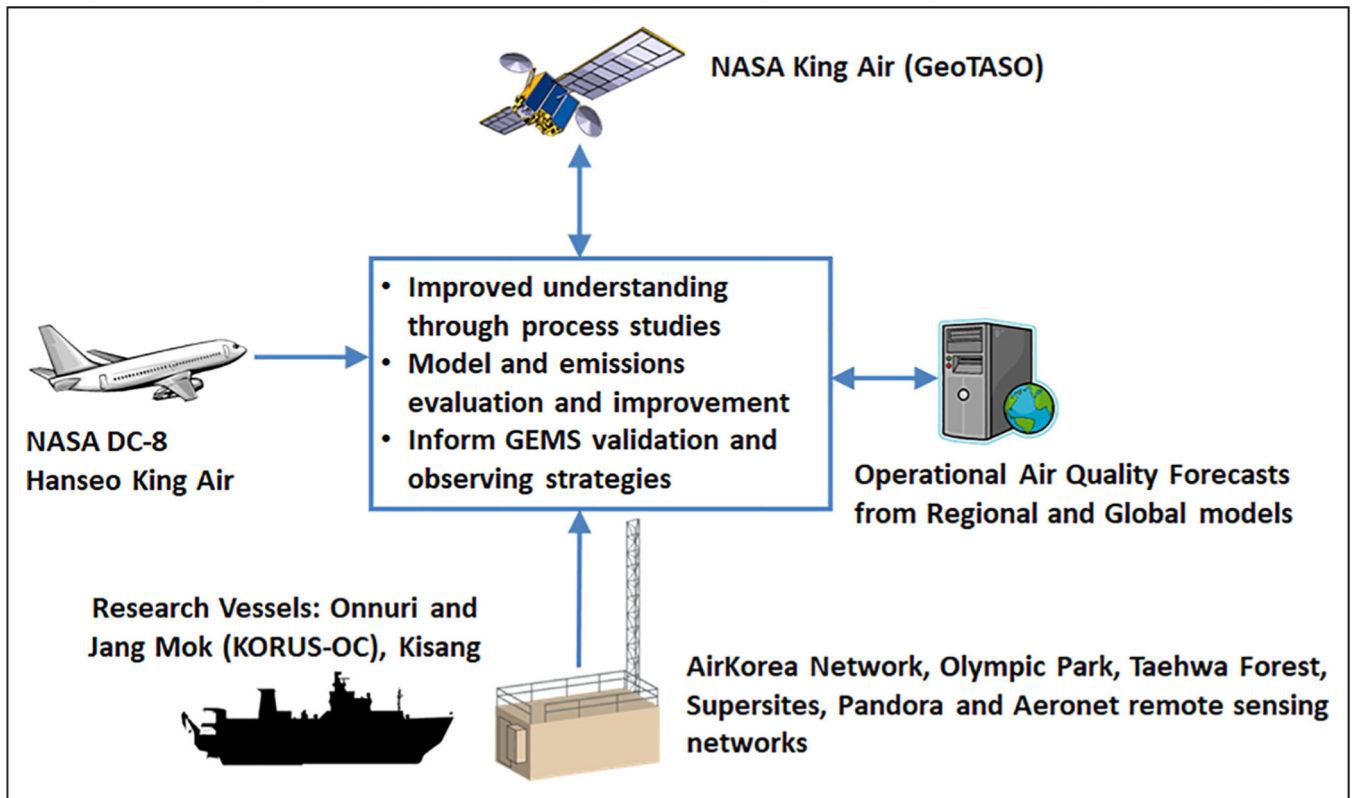 NASA King Air (GeoTASO)
• Improved understanding
through process studies
• Model and emissions
evaluation and improvement
• Inform GEMS validation and
observing strategies
NASA DC-8
Hanseo King Air
Operational Air Quality Forecasts
from Regional and Global models
Research Vessels: Onnuri and
Jang Mok (KORUS-OC), Kisang
AirKorea Network, Olympic Park, Taehwa Forest,
Supersites, Pandora and Aeronet remote sensing
networks